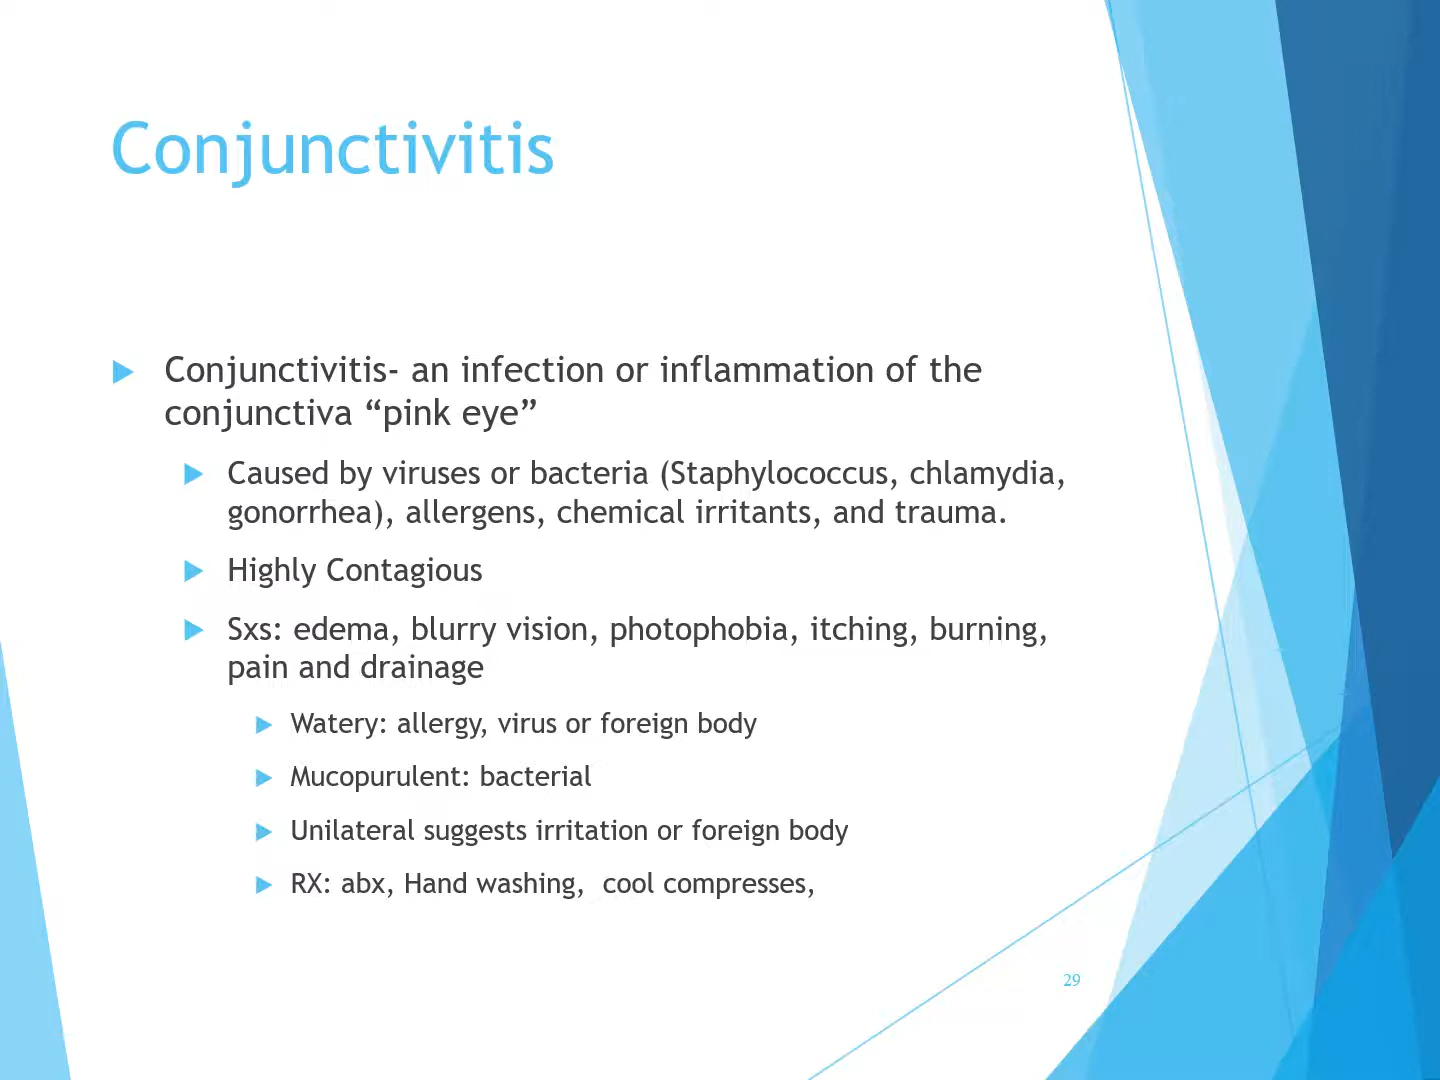 Conjunctivitis
Conjunctivitis- an infection or inflammation of the
conjunctiva “pink eye”
Caused by viruses or bacteria (Staphylococcus, chlamydia,
gonorrhea), allergens, chemical irritants, and trauma.
Highly Contagious
Sxs: edema, blurry vision, photophobia, itching, burning,
pain and drainage
Watery: allergy, virus or foreign body
Mucopurulent: bacterial
Unilateral suggests irritation or foreign body
RX: abx, Hand washing,  cool compresses,
29